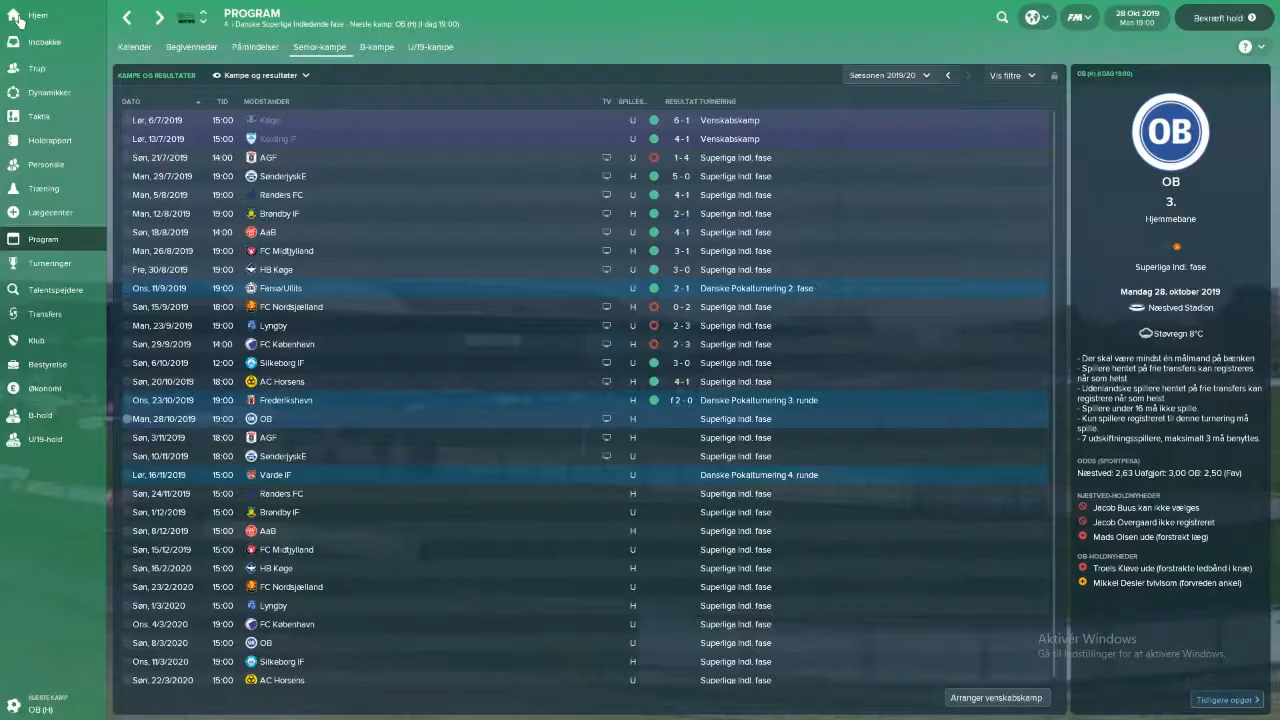 Hjem
Indbakke
Trup
Dynamikker
Taktik
Holdrapport
Personale
Træning
Lægecenter
Program
Turneringer
Talentspejdere
Transfers
Klub
Bestyrelse
Økonomi
B-hold
U/19-hold
NÆSTE KAMP
OB (H)
PROGRAM
4. i Danske Superliga Indledende fase - Næste kamp: OB (H) (I dag 19:00)
FM
28 Okt 2019
Man 19:00
Bekræft hold
Kalender Begivenheder Påmindelser Senior-kampe B-kampe U/19-kampe
KAMPE OG RESULTATER Kampe og resultater Sæsonen 2019/20 Vis filtre
DATO TID MODSTANDER TV SPILLES.. RESULTAT TURNERING
Lør, 6/7/2019 15:00 Køge U 6 - 1 Venskabskamp
Lør, 13/7/2019 15:00 Kolding IF U 4 - 1 Venskabskamp
Søn, 21/7/2019 14:00 AGF U 1 - 4 Superliga Indl. fase
Man, 29/7/2019 19:00 SønderjyskE H 5 - 0 Superliga Indl. fase
Man, 5/8/2019 19:00 Randers FC U 4 - 1 Superliga Indl. fase
Man, 12/8/2019 19:00 Brøndby IF H 2 - 1 Superliga Indl. fase
Søn, 18/8/2019 14:00 AaB U 4 - 1 Superliga Indl. fase
Man, 26/8/2019 19:00 FC Midtjylland H 3 - 1 Superliga Indl. fase
Fre, 30/8/2019 19:00 HB Køge U 3 - 0 Superliga Indl. fase
Ons, 11/9/2019 19:00 Farsø/Ullits U 2 - 1 Danske Pokalturnering 2. fase
Søn, 15/9/2019 18:00 FC Nordsjælland H 0 - 2 Superliga Indl. fase
Man, 23/9/2019 19:00 Lyngby U 2 - 3 Superliga Indl. fase
Søn, 29/9/2019 14:00 FC København H 2 - 3 Superliga Indl. fase
Søn, 6/10/2019 12:00 Silkeborg IF U 3 - 0 Superliga Indl. fase
Søn, 20/10/2019 18:00 AC Horsens H 4 - 1 Superliga Indl. fase
Ons, 23/10/2019 19:00 Frederikshavn H f 2 - 0 Danske Pokalturnering 3. runde
Man, 28/10/2019 19:00 OB H Superliga Indl. fase
Søn, 3/11/2019 18:00 AGF H Superliga Indl. fase
Søn, 10/11/2019 18:00 SønderjyskE U Superliga Indl. fase
Lør, 16/11/2019 15:00 Varde IF U Danske Pokalturnering 4. runde
Søn, 24/11/2019 15:00 Randers FC H Superliga Indl. fase
Søn, 1/12/2019 15:00 Brøndby IF U Superliga Indl. fase
Søn, 8/12/2019 15:00 AaB H Superliga Indl. fase
Søn, 15/12/2019 15:00 FC Midtjylland U Superliga Indl. fase
Søn, 16/2/2020 15:00 HB Køge H Superliga Indl. fase
Søn, 23/2/2020 15:00 FC Nordsjælland U Superliga Indl. fase
Søn, 1/3/2020 15:00 Lyngby H Superliga Indl. fase
Ons, 4/3/2020 19:00 FC København U Superliga Indl. fase
Søn, 8/3/2020 15:00 OB U Superliga Indl. fase
Ons, 11/3/2020 19:00 Silkeborg IF H Superliga Indl. fase
Søn, 22/3/2020 15:00 AC Horsens U Superliga Indl. fase
Arranger venskabskamp
OB (H) (I DAG 19:00)
OB
OB
3.
Hjemmebane
Superliga Indl. fase
Mandag 28. oktober 2019
Næstved Stadion
Støvregn 8°C
- Der skal være mindst én målmand på bænken
- Spillere hentet på frie transfers kan registreres
når som helst
- Udenlandske spillere hentet på frie transfers kan
registrere når som helst
- Spillere under 16 må ikke spille.
- Kun spillere registreret til denne turnering må
spille.
- 7 udskiftningsspillere, maksimalt 3 må benyttes.
ODDS (SPORTPESA)
Næstved: 2,63 Uafgjort: 3,00 OB: 2,50 (Fav)
NÆSTVED-HOLDNYHEDER
Jacob Buus kan ikke vælges
Jacob Overgaard ikke registreret
Mads Olsen ude (forstrakt læg)
OB-HOLDNYHEDER
Troels Kløve ude (forstrakte ledbånd i knæ)
Mikkel Desler tvivlsom (forvreden ankel)
Aktivér Windows
Gå til Indstillinger for at aktivere Windows.
Tidligere opgør